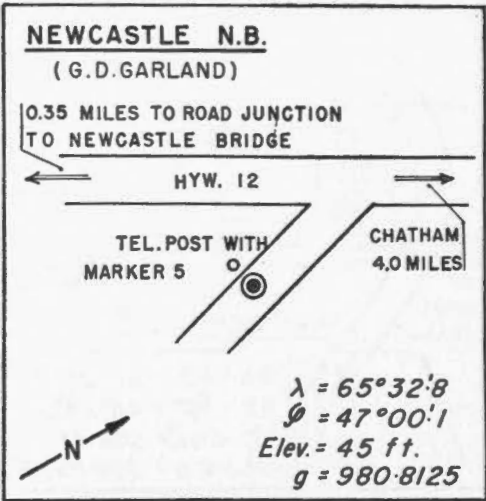 NEWCASTLE N.B.
(G.D.GARLAND)
0.35 MILES TO ROAD JUNCTION
TO NEWCASTLE BRIDGE
HYW. 12
TEL. POST WITH
MARKER 5
CHATHAM
4.0 MILES
λ = 65°32'.8
φ = 47°00'.1
Elev. = 45 ft.
g = 980.8125
N